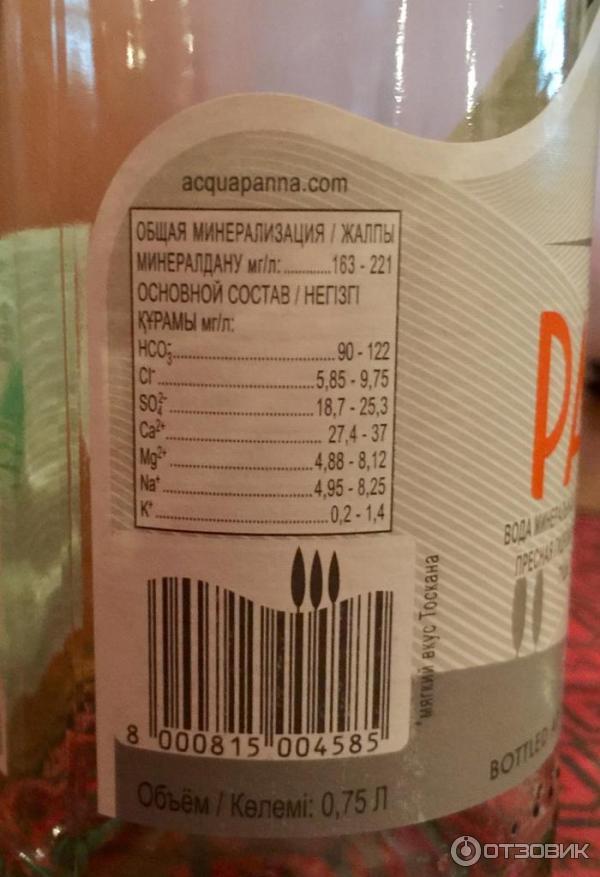 acquapanna.com
ОБЩАЯ МИНЕРАЛИЗАЦИЯ / ЖАЛПЫ
МИНЕРАЛДАНУ мг/л:............163 - 221
ОСНОВНОЙ СОСТАВ / НЕГІЗГІ
ҚҰРАМЫ мг/л:
HCO₃⁻............90 - 122
Cl⁻............5,85 - 9,75
SO₄²⁻............18,7 - 25,3
Ca²⁺............27,4 - 37
Mg²⁺............4,88 - 8,12
Na⁺............4,95 - 8,25
K⁺............0,2 - 1,4
8 000815 004585
Объём / Көлемі: 0,75 Л
*мягкий вкус Тоскана
PA
ВОДА
ПРЕСНАЯ
BOTTLED
ОТЗОВИК